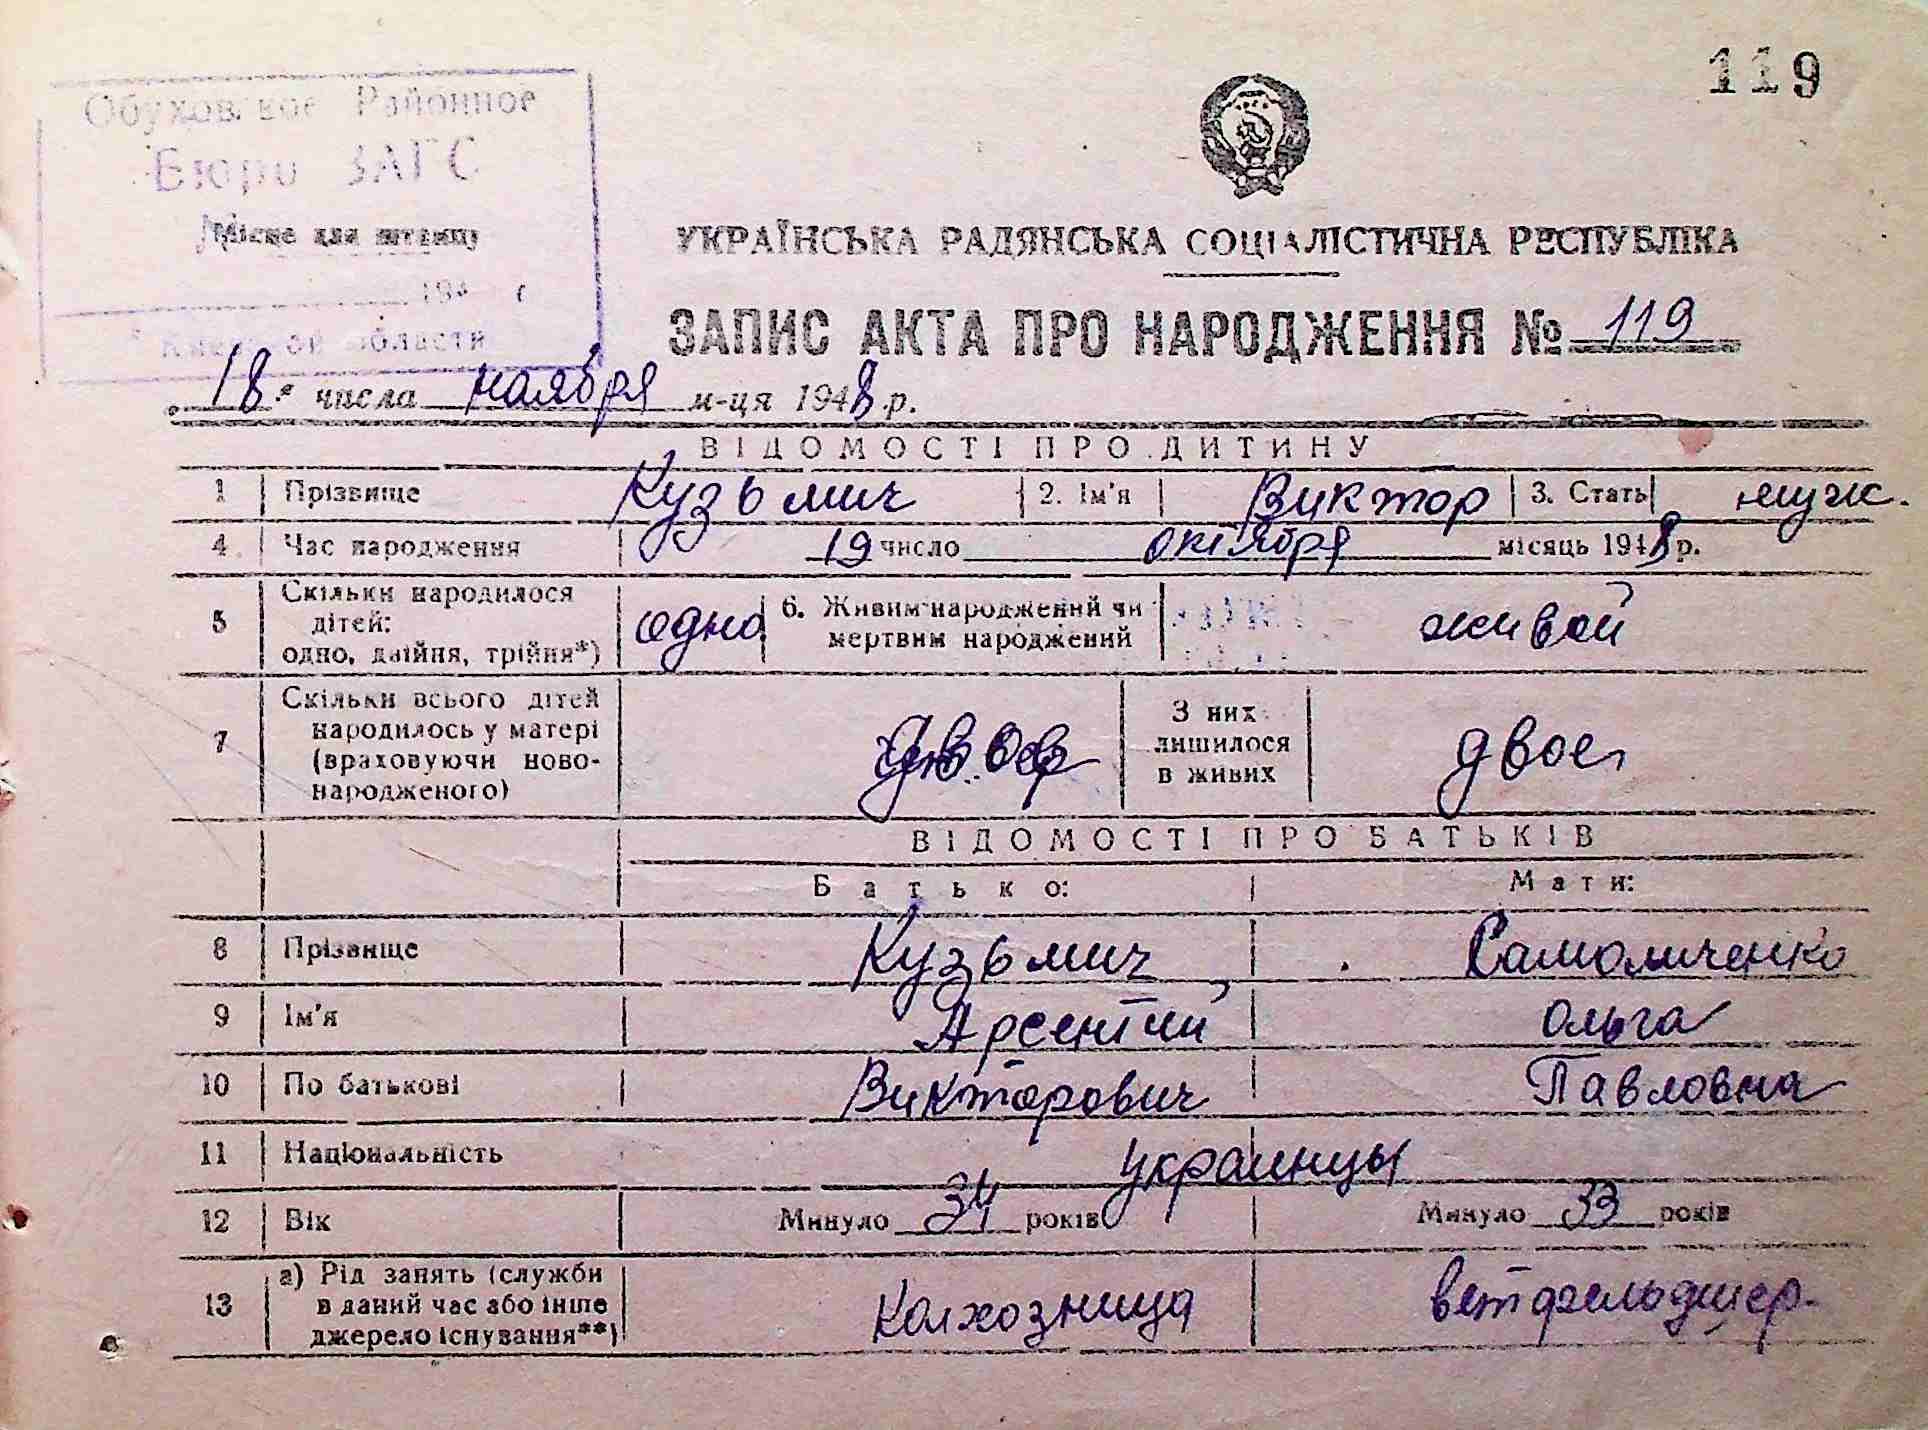 119
Обуховское Районное
Бюро ЗАГС
Місце для штампу
194
Киевской области
УКРАЇНСЬКА РАДЯНСЬКА СОЦІАЛІСТИЧНА РЕСПУБЛІКА
ЗАПИС АКТА ПРО НАРОДЖЕННЯ № 119
18 числа ноября м-ця 1948 р.
ВІДОМОСТІ ПРО ДИТИНУ
1 Прізвище Кузьмич 2. Ім'я Виктор 3. Стать муж.
4 Час народження 19 число октября місяць 1948 р.
5 Скільки народилося дітей: одно, двійня, трійня*) одно 6. Живим народжений чи мертвим народжений живой
7 Скільки всього дітей народилось у матері (враховуючи новонародженого) двое З них лишилося в живих двое
ВІДОМОСТІ ПРО БАТЬКІВ
Батько: Мати:
8 Прізвище Кузьмич Самойличенко
9 Ім'я Арсентий Ольга
10 По батькові Викторович Павловна
11 Національність украинцы
12 Вік Минуло 34 років Минуло 33 років
13 а) Рід занять (служби в даний час або інше джерело існування**) колхозница ветфельдшер.